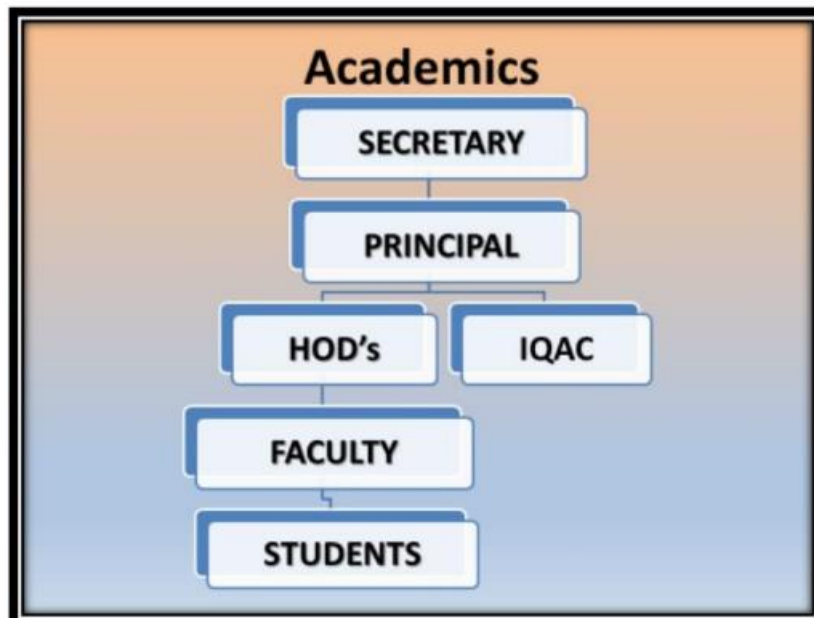 Academics
SECRETARY
PRINCIPAL
HOD's
IQAC
FACULTY
STUDENTS